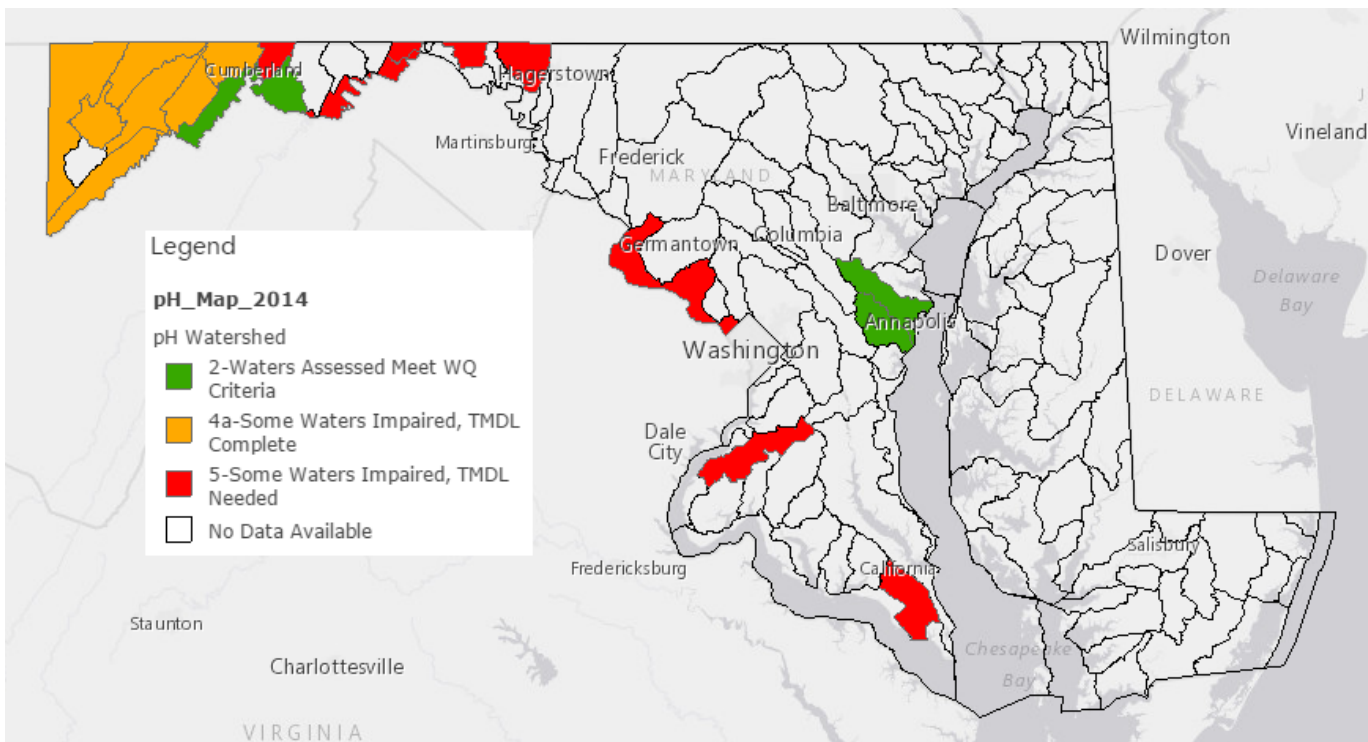 Wilmington
Cumberland
Hagerstown
Vineland
Martinsburg
Frederick
MARYLAND
Baltimore
Columbia
Germantown
Dover
Legend
Delaware
Bay
pH_Map_2014
pH Watershed
Annapolis
Washington
2-Waters Assessed Meet WQ
Criteria
DELAWARE
4a-Some Waters Impaired, TMDL
Complete
Dale
City
5-Some Waters Impaired, TMDL
Needed
No Data Available
Salisbury
Fredericksburg
California
Staunton
Chesapeake
Bay
Charlottesville
VIRGINIA